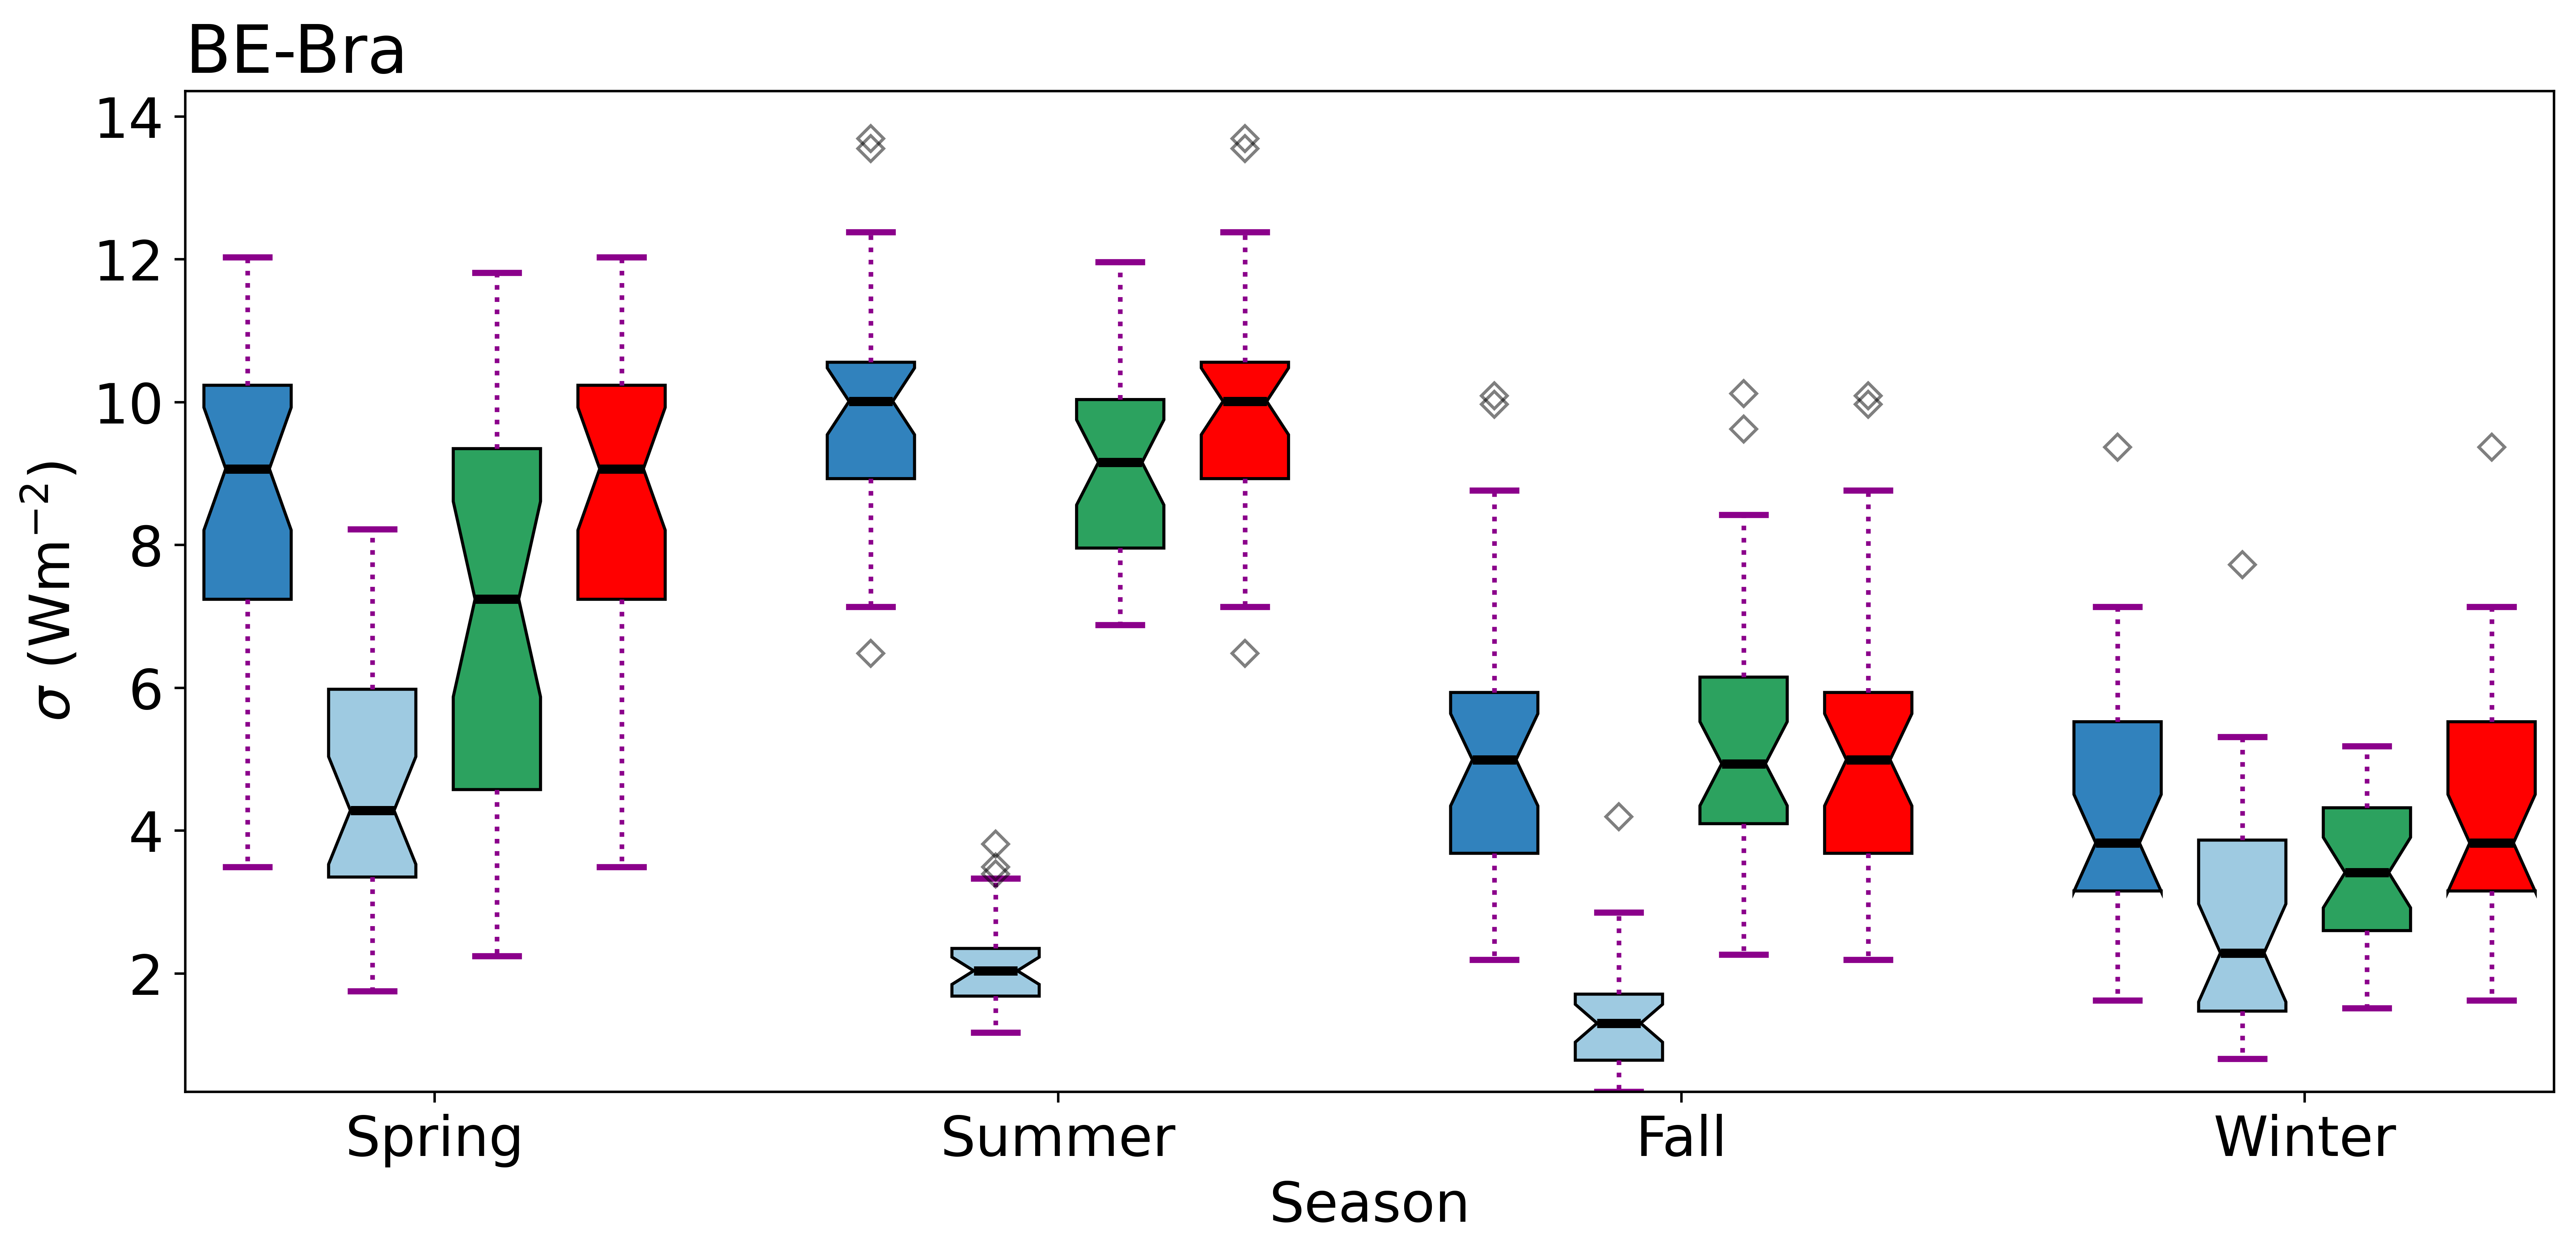 BE-Bra
14
12
10
8
6
4
2
σ (Wm⁻²)
Spring Summer Fall Winter
Season